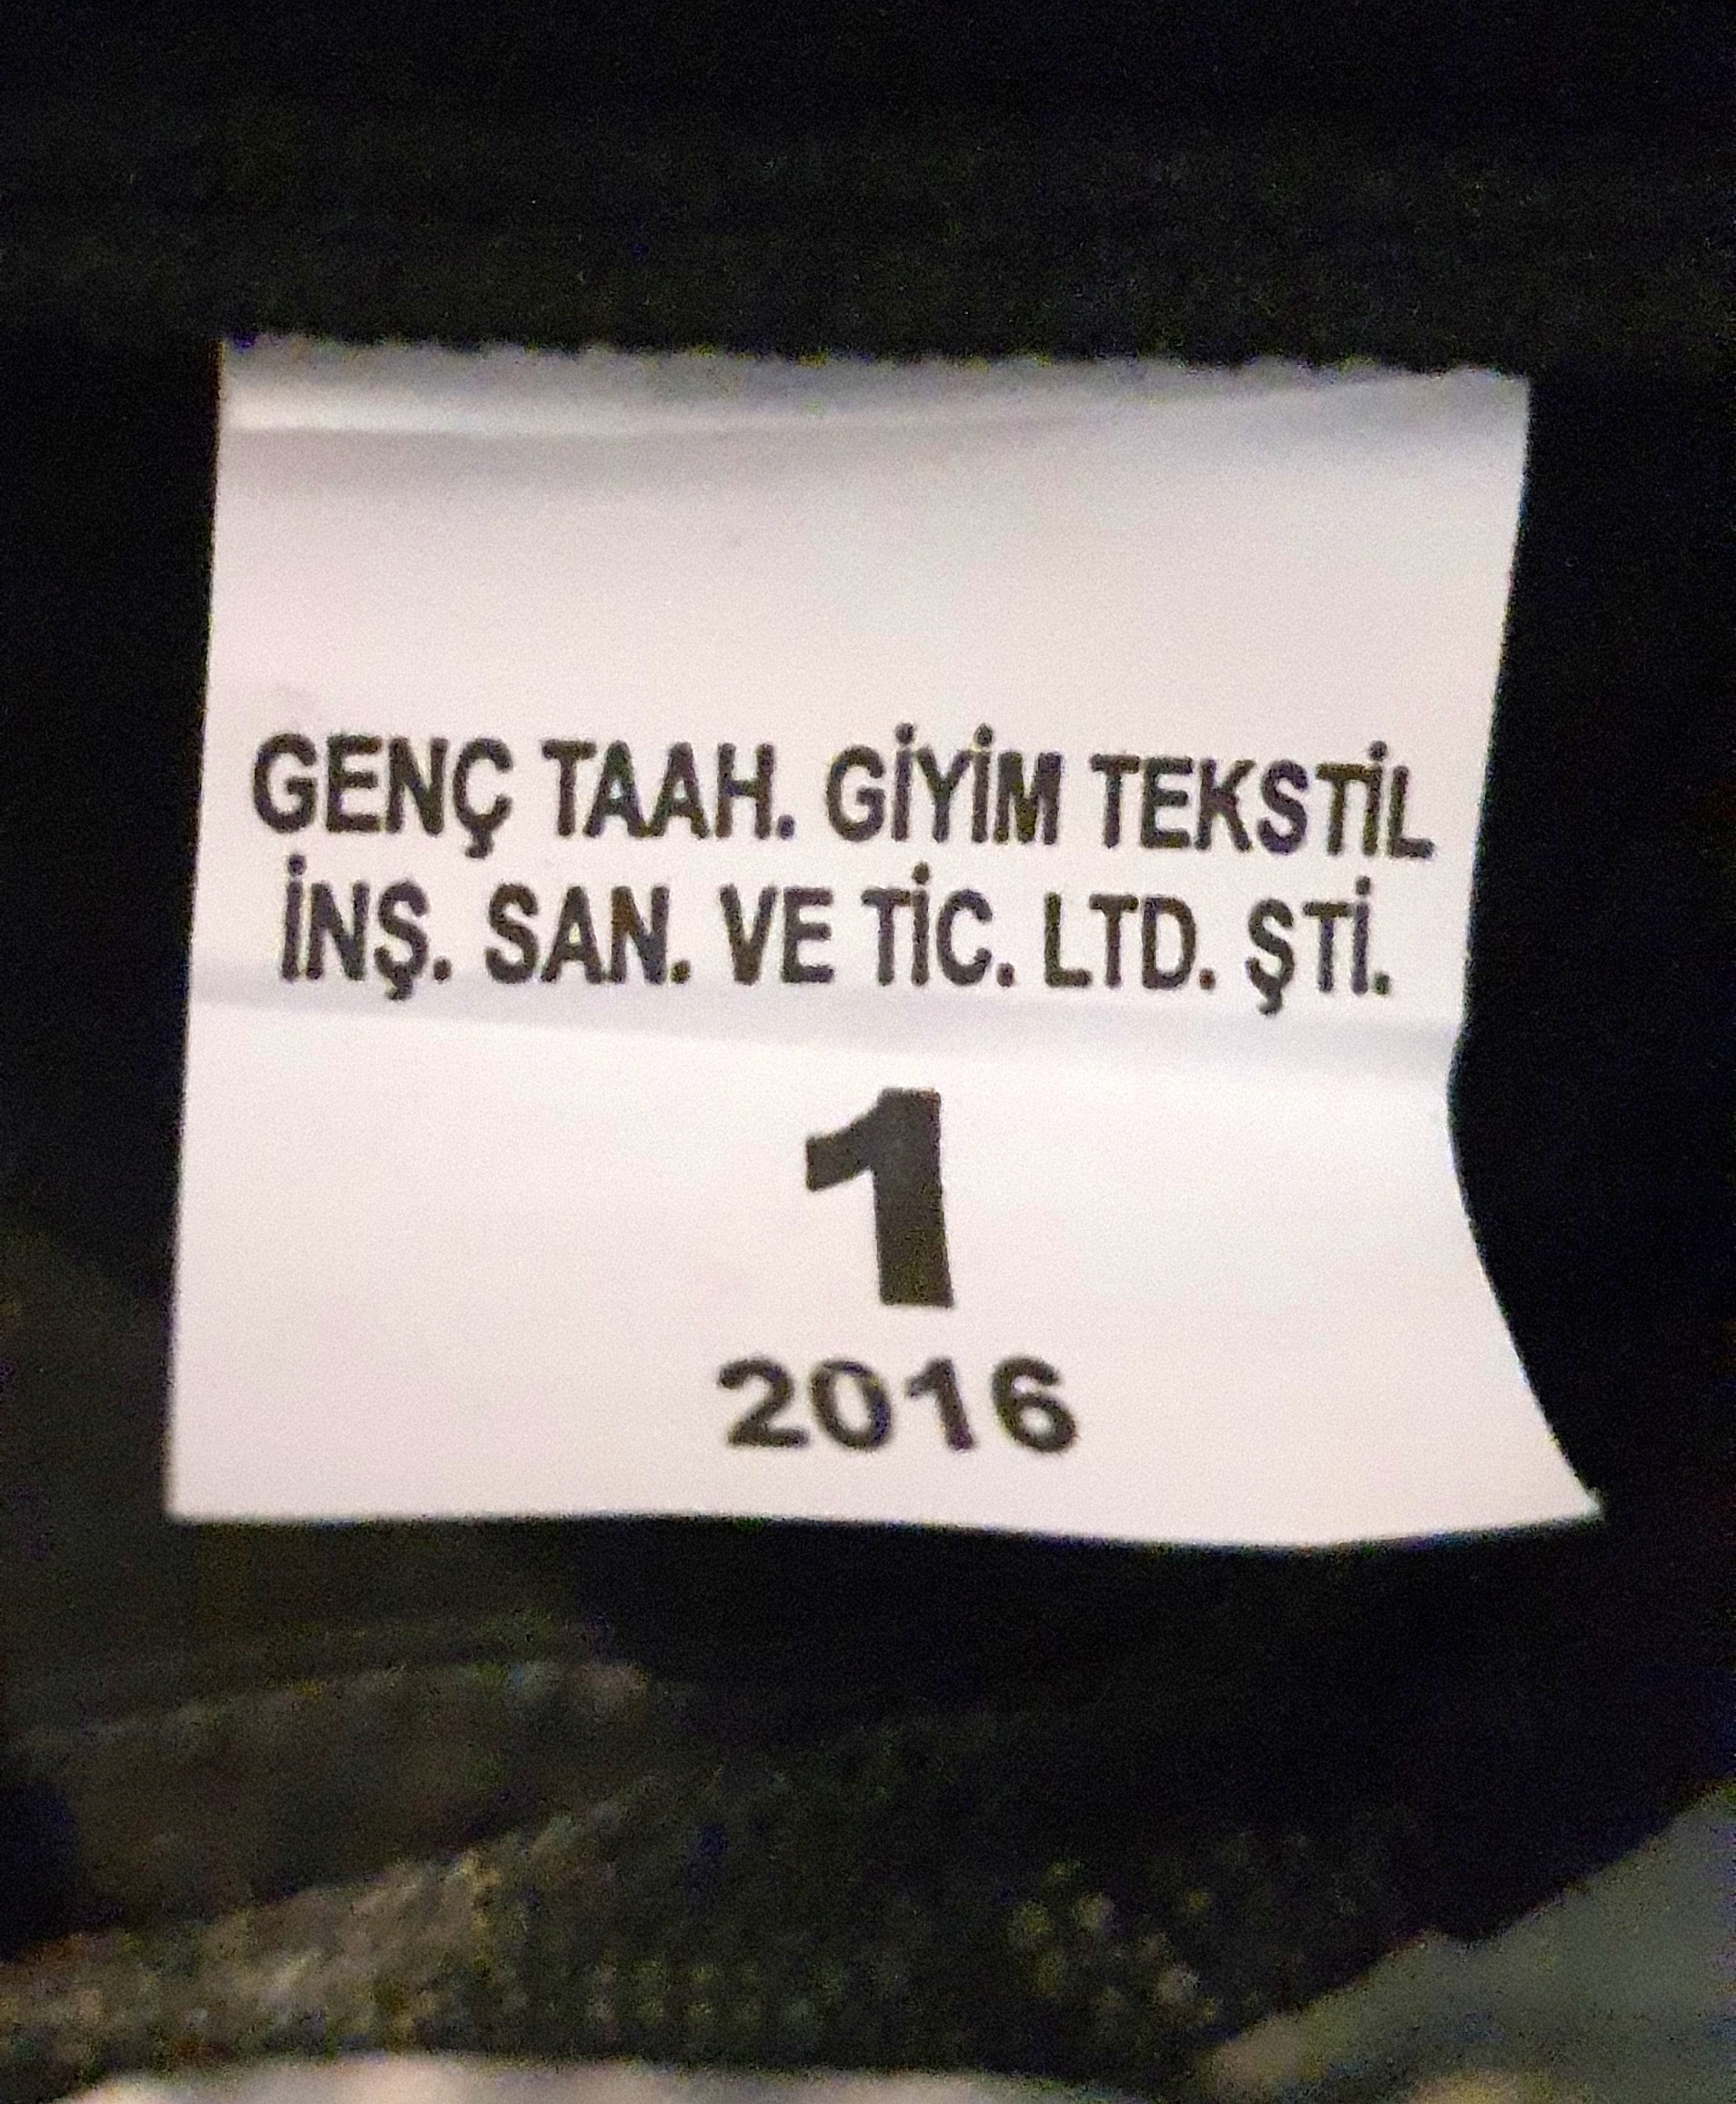 GENÇ TAAH. GİYİM TEKSTİL
İNŞ. SAN. VE TİC. LTD. ŞTİ.
1
2016